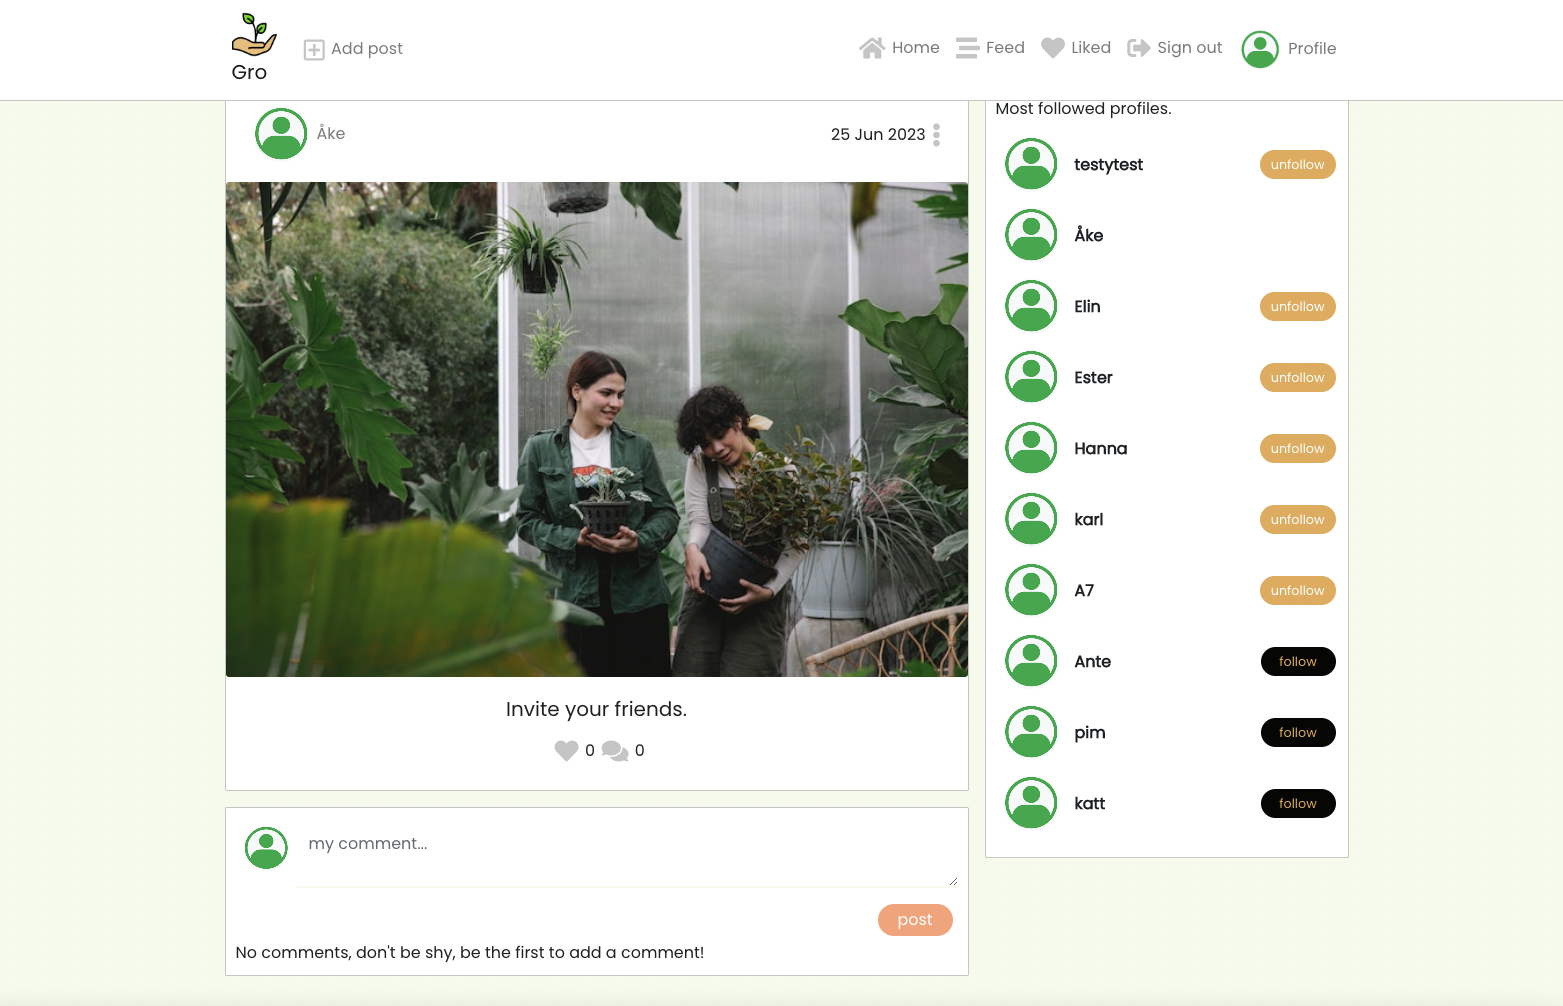 Gro
Add post
Home
Feed
Liked
Sign out
Profile
Åke
25 Jun 2023
Invite your friends.
0
0
my comment...
post
No comments, don't be shy, be the first to add a comment!
Most followed profiles.
testytest
unfollow
Åke
Elin
unfollow
Ester
unfollow
Hanna
unfollow
karl
unfollow
A7
unfollow
Ante
follow
pim
follow
katt
follow